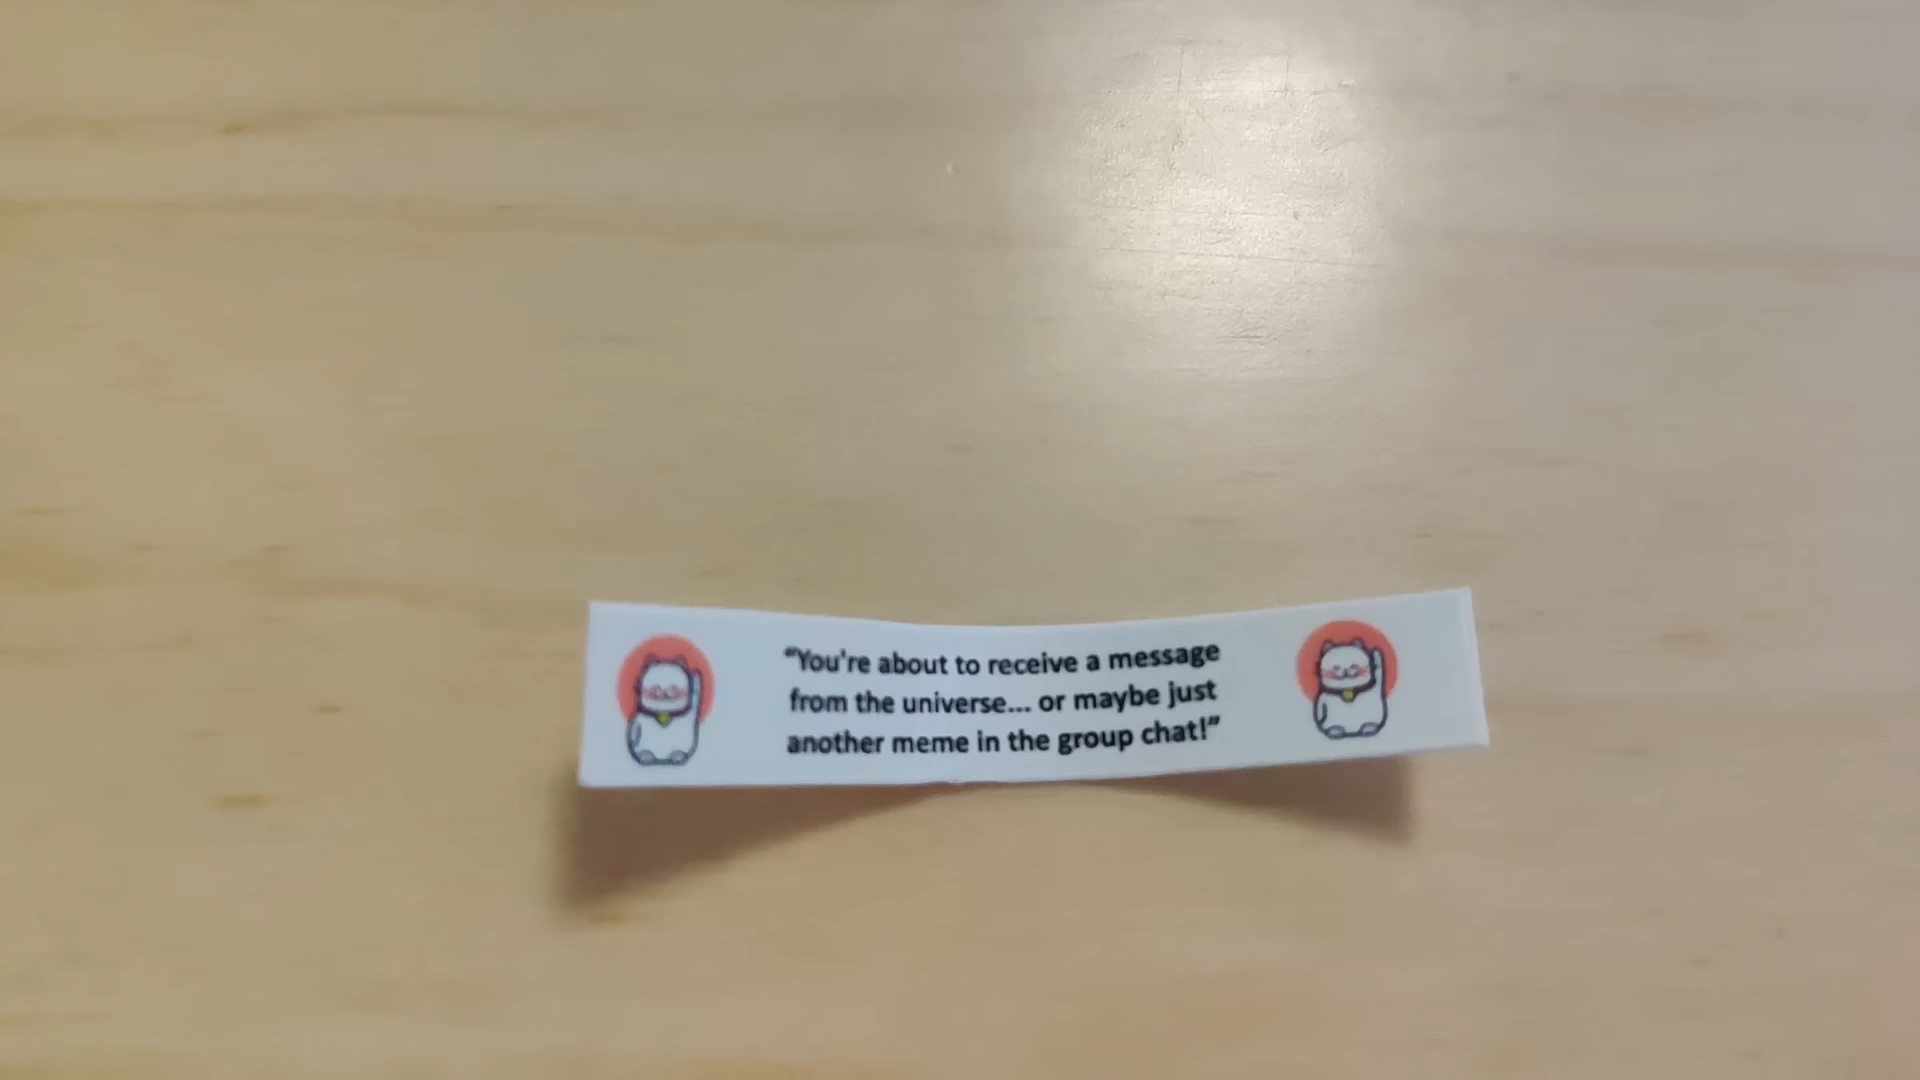 “You're about to receive a message
from the universe... or maybe just
another meme in the group chat!”